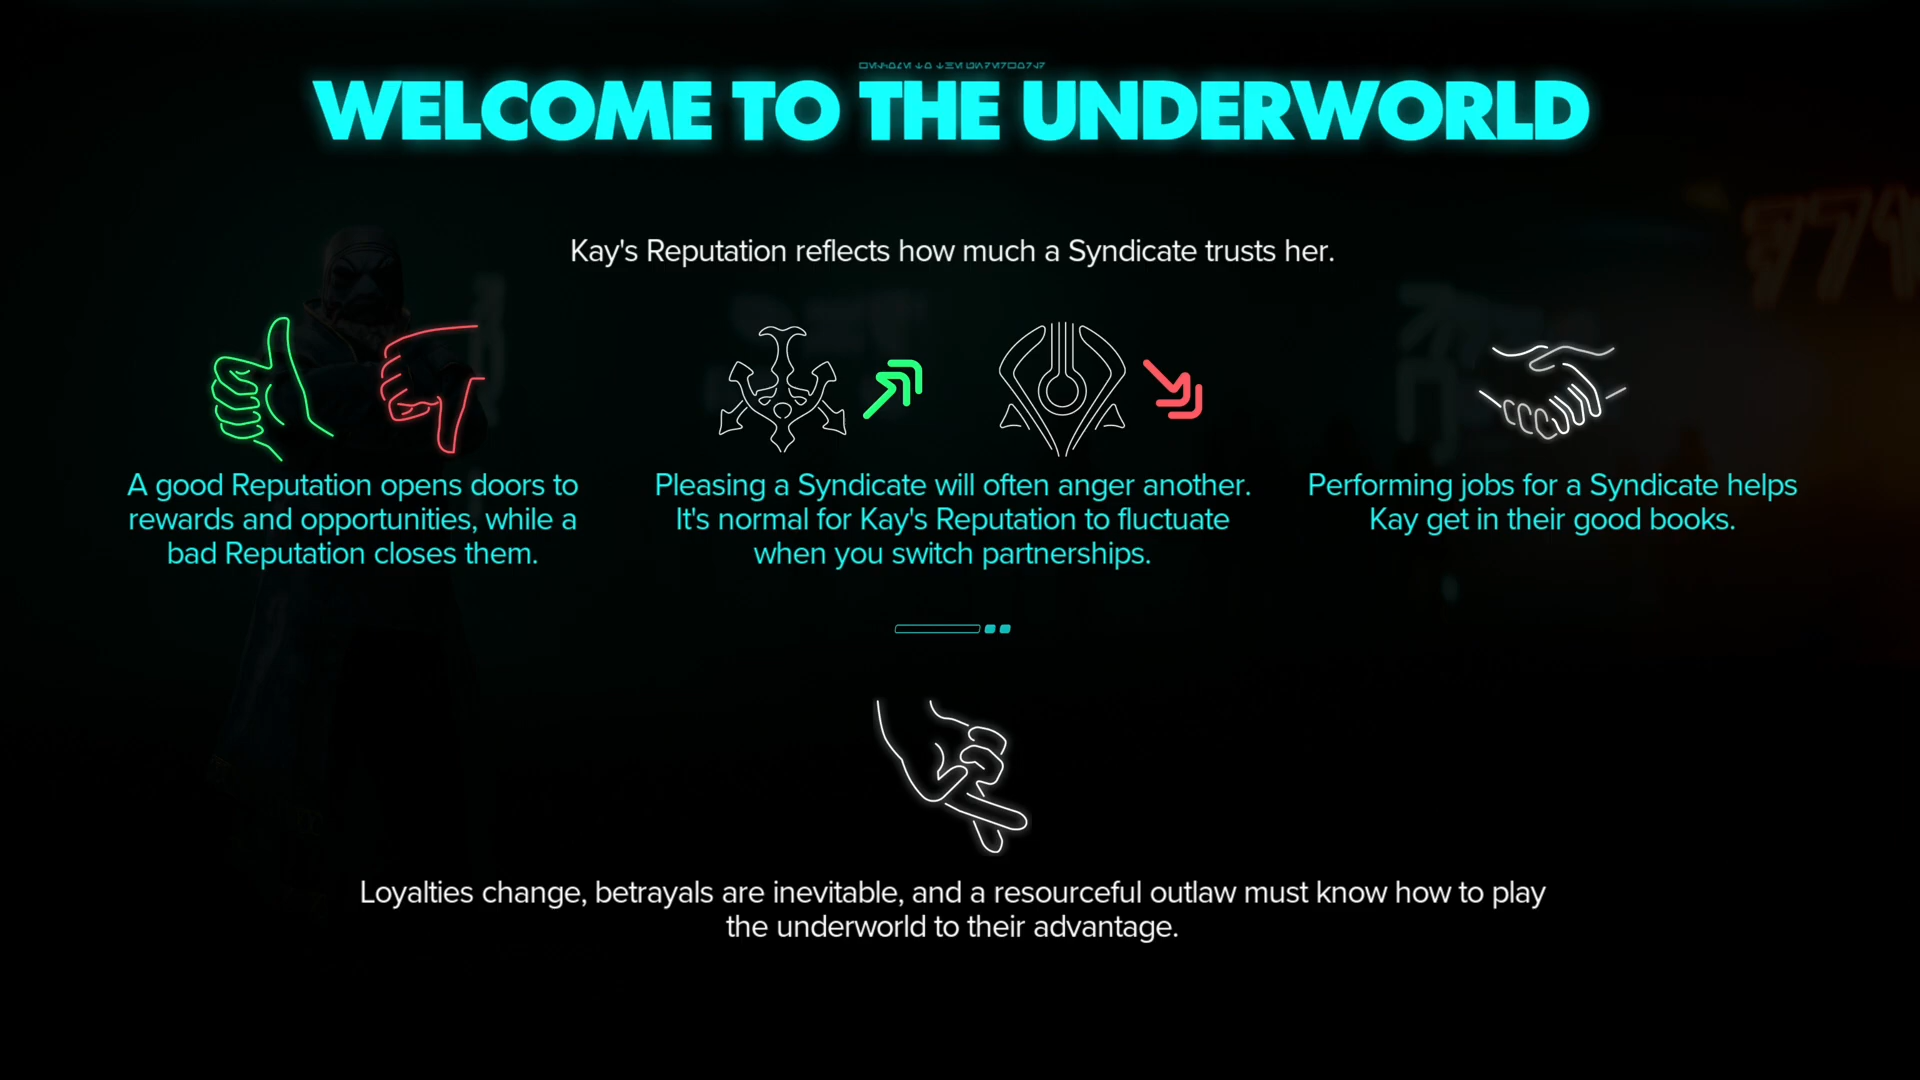 WELCOME TO THE UNDERWORLD
Kay's Reputation reflects how much a Syndicate trusts her.
A good Reputation opens doors to
rewards and opportunities, while a
bad Reputation closes them.
Pleasing a Syndicate will often anger another.
It's normal for Kay's Reputation to fluctuate
when you switch partnerships.
Performing jobs for a Syndicate helps
Kay get in their good books.
Loyalties change, betrayals are inevitable, and a resourceful outlaw must know how to play
the underworld to their advantage.